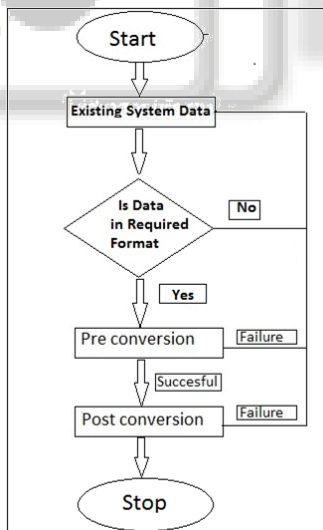 Start
Existing System Data
Is Data
in Required
Format
No
Yes
Pre conversion
Failure
Succesful
Post conversion
Failure
Stop